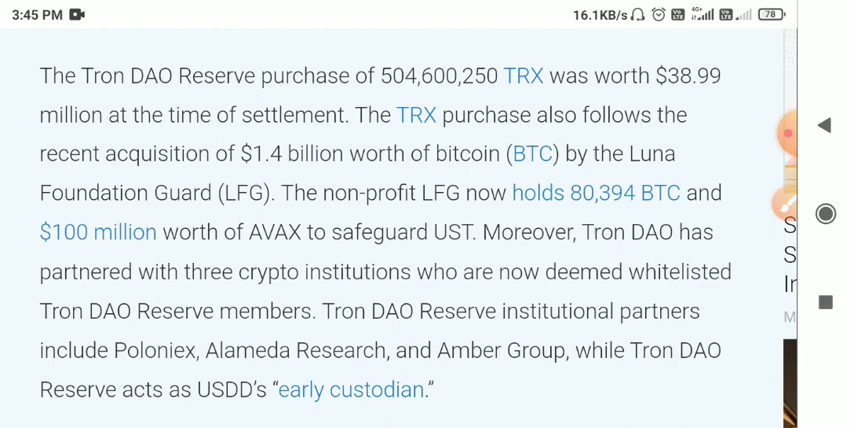 3:45 PM
16.1KB/s
4G+
78
The Tron DAO Reserve purchase of 504,600,250 TRX was worth $38.99
million at the time of settlement. The TRX purchase also follows the
recent acquisition of $1.4 billion worth of bitcoin (BTC) by the Luna
Foundation Guard (LFG). The non-profit LFG now holds 80,394 BTC and
$100 million worth of AVAX to safeguard UST. Moreover, Tron DAO has
partnered with three crypto institutions who are now deemed whitelisted
Tron DAO Reserve members. Tron DAO Reserve institutional partners
include Poloniex, Alameda Research, and Amber Group, while Tron DAO
Reserve acts as USDD’s “early custodian.”
S
S
M